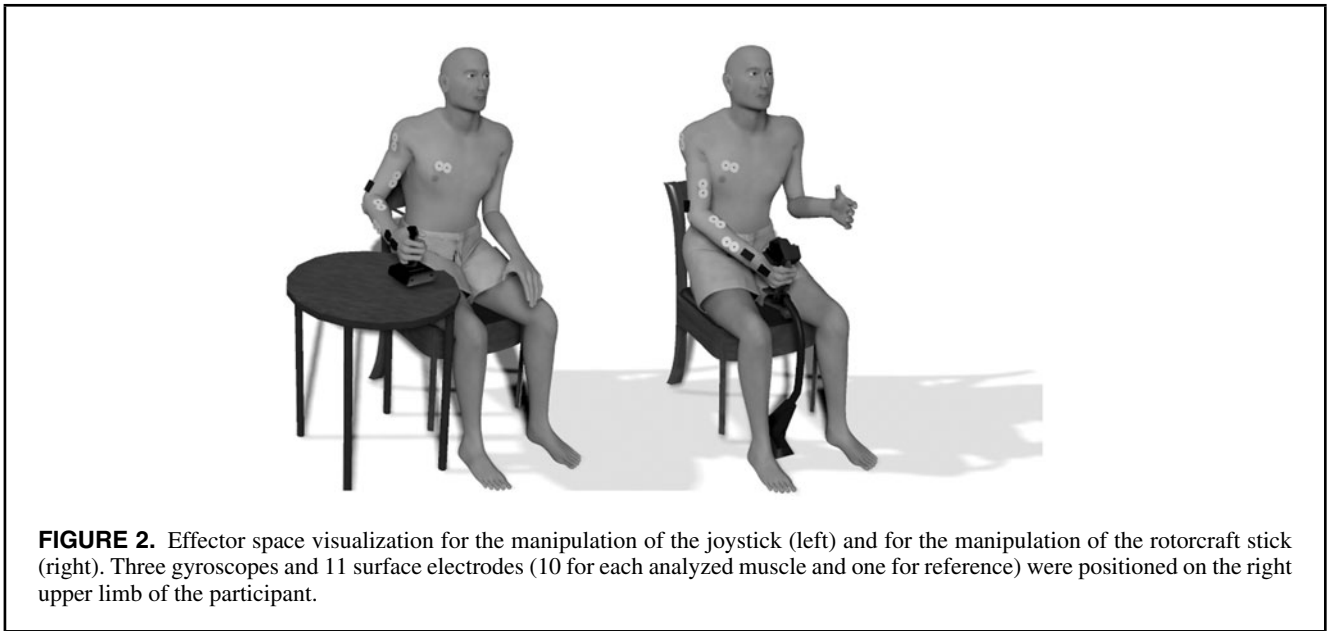 FIGURE 2. Effector space visualization for the manipulation of the joystick (left) and for the manipulation of the rotorcraft stick
(right). Three gyroscopes and 11 surface electrodes (10 for each analyzed muscle and one for reference) were positioned on the right
upper limb of the participant.